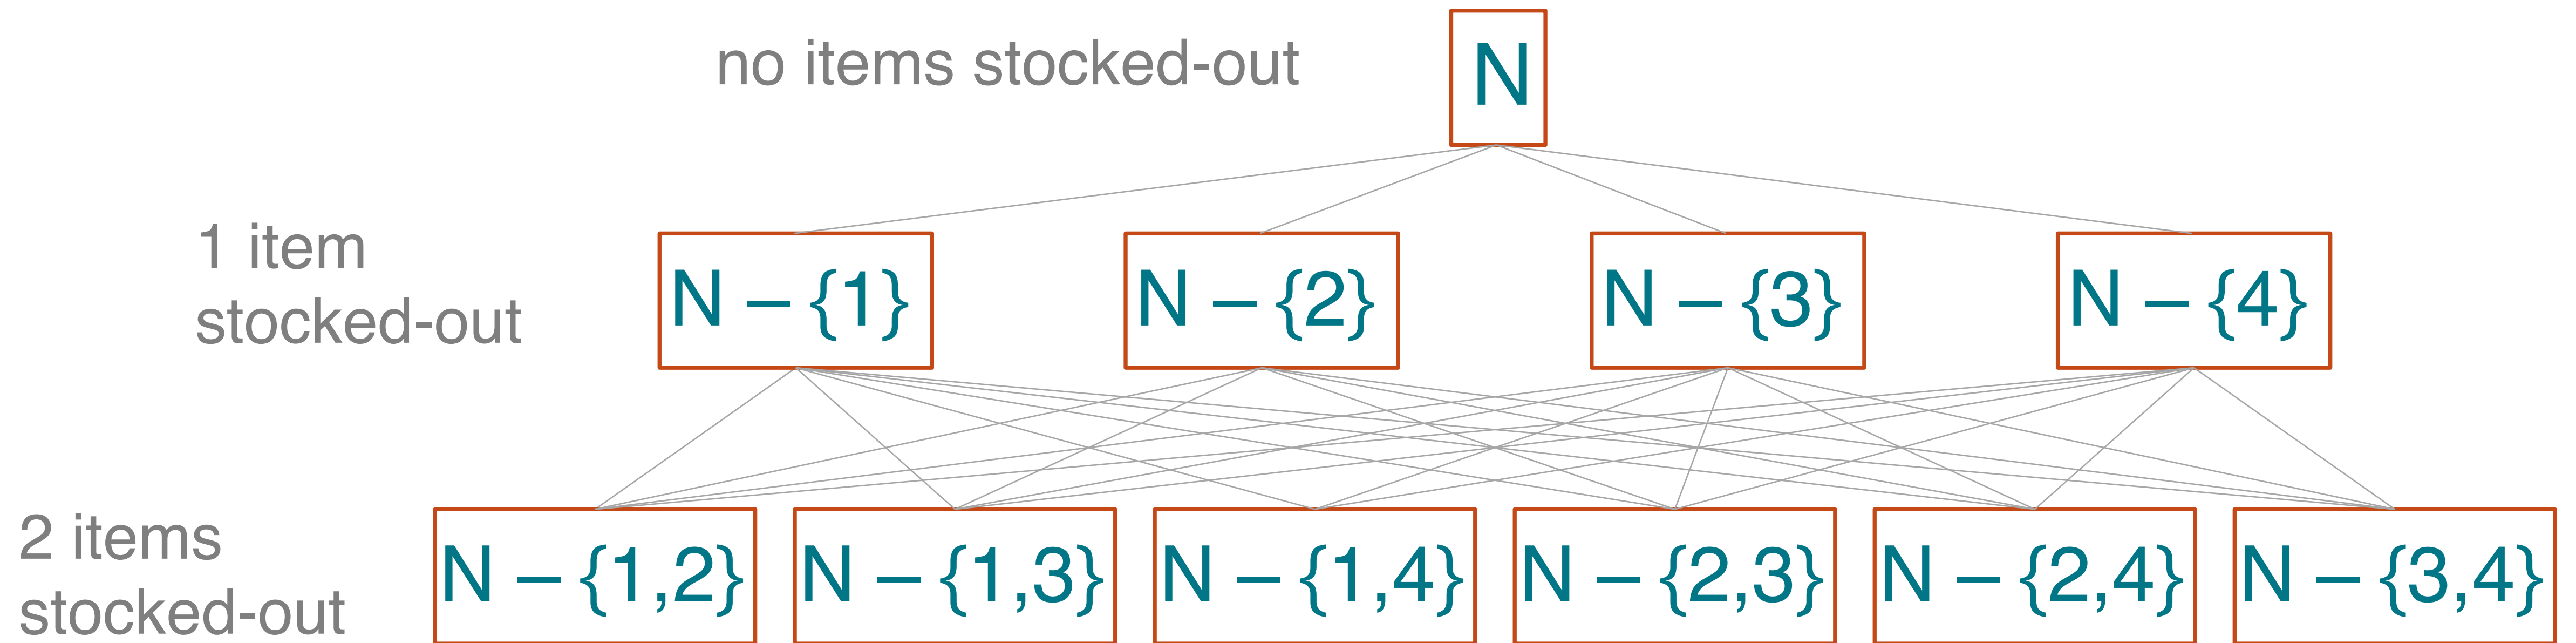 no items stocked-out
N
1 item
stocked-out
N – {1}
N – {2}
N – {3}
N – {4}
2 items
stocked-out
N – {1,2}
N – {1,3}
N – {1,4}
N – {2,3}
N – {2,4}
N – {3,4}